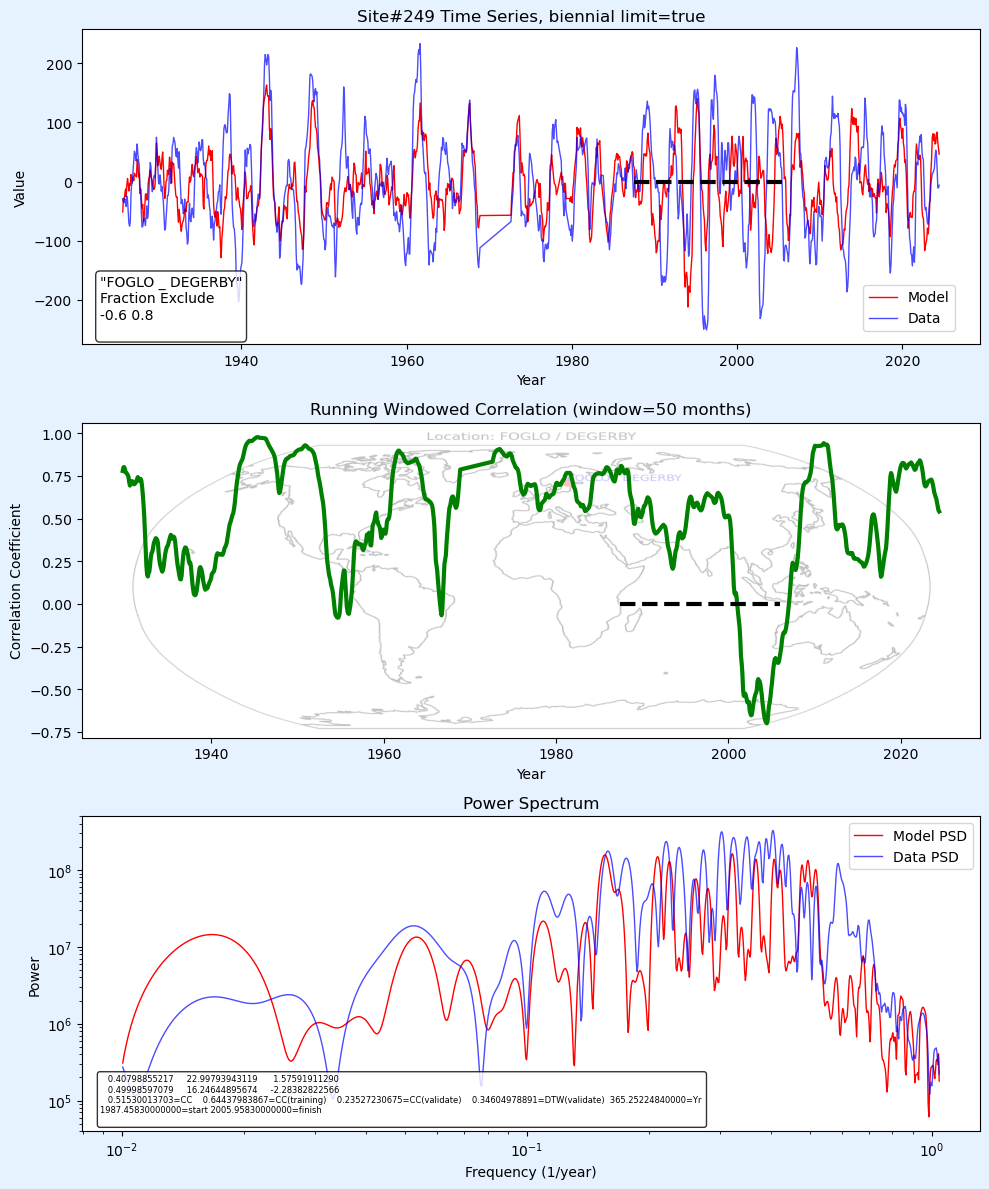 Site#249 Time Series, biennial limit=true
200
100
0
−100
−200
Value
"FOGLO _ DEGERBY"
Fraction Exclude
-0.6 0.8
Model
Data
1940
1960
1980
2000
2020
Year
Running Windowed Correlation (window=50 months)
Location: FOGLO / DEGERBY
1.00
0.75
0.50
0.25
0.00
−0.25
−0.50
−0.75
Correlation Coefficient
1940
1960
1980
2000
2020
Year
Power Spectrum
Model PSD
Data PSD
10⁸
10⁷
10⁶
10⁵
Power
0.40798855217 22.99793943119 1.57591911290
0.49998597079 16.24644895674 -2.28382822566
0.51530013703=CC 0.64437983867=CC(training) 0.23527230675=CC(validate) 0.34604978891=DTW(validate) 365.25224840000=Yr
1987.45830000000=start 2005.95830000000=finish
10⁻²
10⁻¹
10⁰
Frequency (1/year)